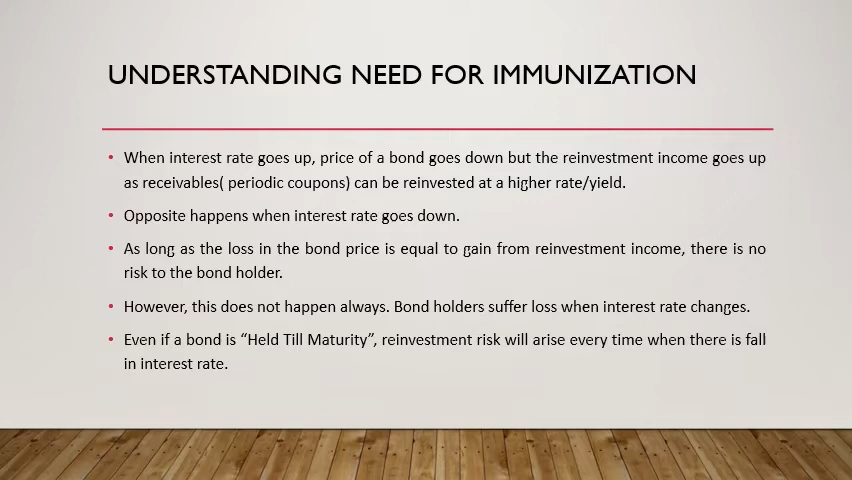 UNDERSTANDING NEED FOR IMMUNIZATION
• When interest rate goes up, price of a bond goes down but the reinvestment income goes up
as receivables( periodic coupons) can be reinvested at a higher rate/yield.
• Opposite happens when interest rate goes down.
• As long as the loss in the bond price is equal to gain from reinvestment income, there is no
risk to the bond holder.
• However, this does not happen always. Bond holders suffer loss when interest rate changes.
• Even if a bond is “Held Till Maturity”, reinvestment risk will arise every time when there is fall
in interest rate.